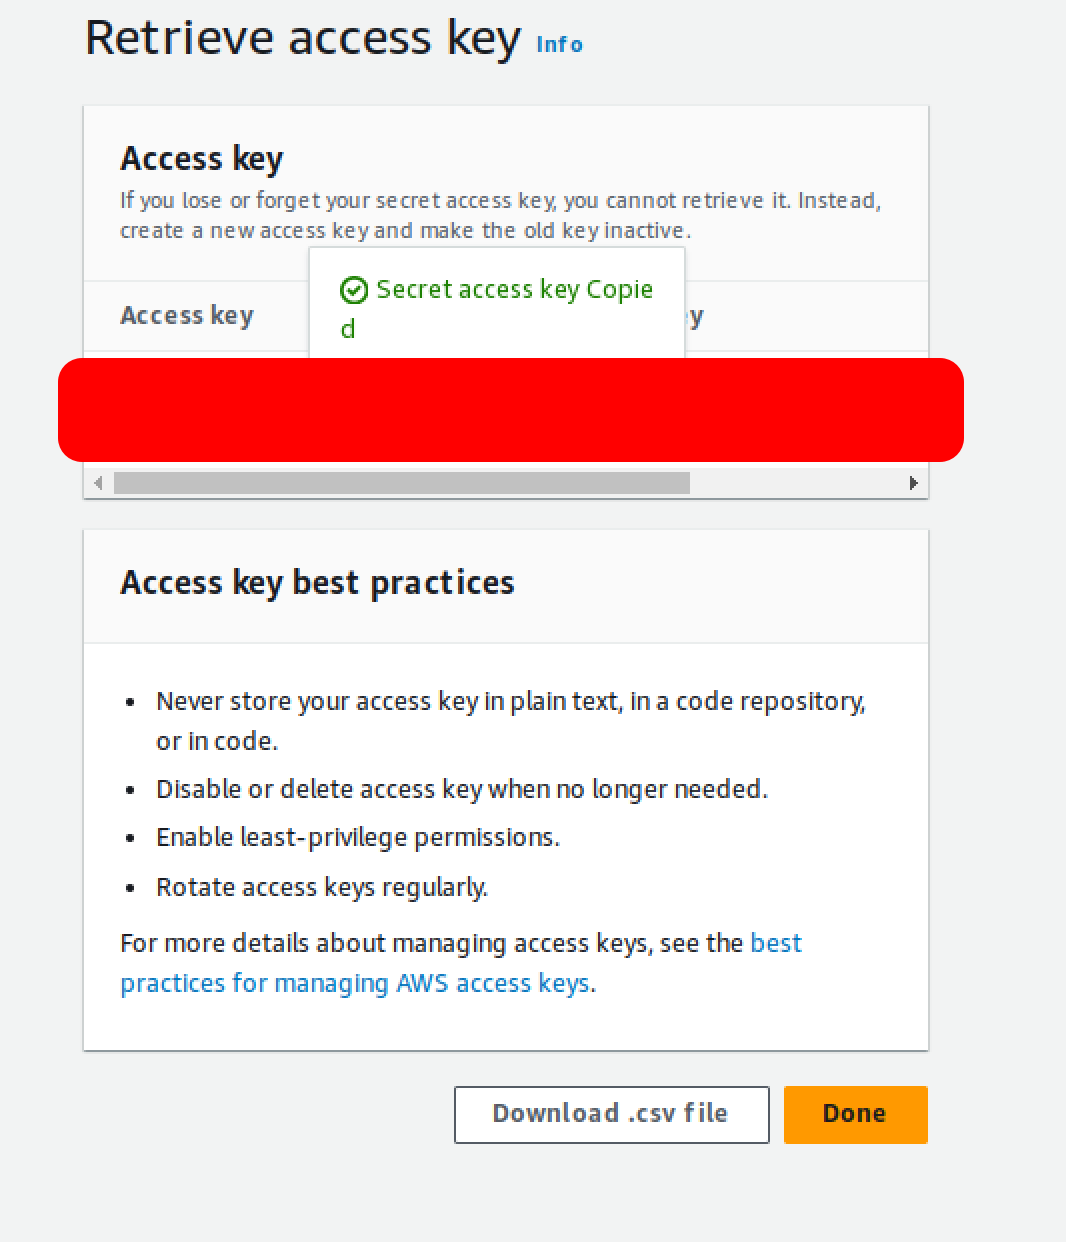 Retrieve access key Info
Access key
If you lose or forget your secret access key, you cannot retrieve it. Instead,
create a new access key and make the old key inactive.
Secret access key Copie
d
Access key
Access key best practices
Never store your access key in plain text, in a code repository,
or in code.
Disable or delete access key when no longer needed.
Enable least-privilege permissions.
Rotate access keys regularly.
For more details about managing access keys, see the best
practices for managing AWS access keys.
Download .csv file
Done